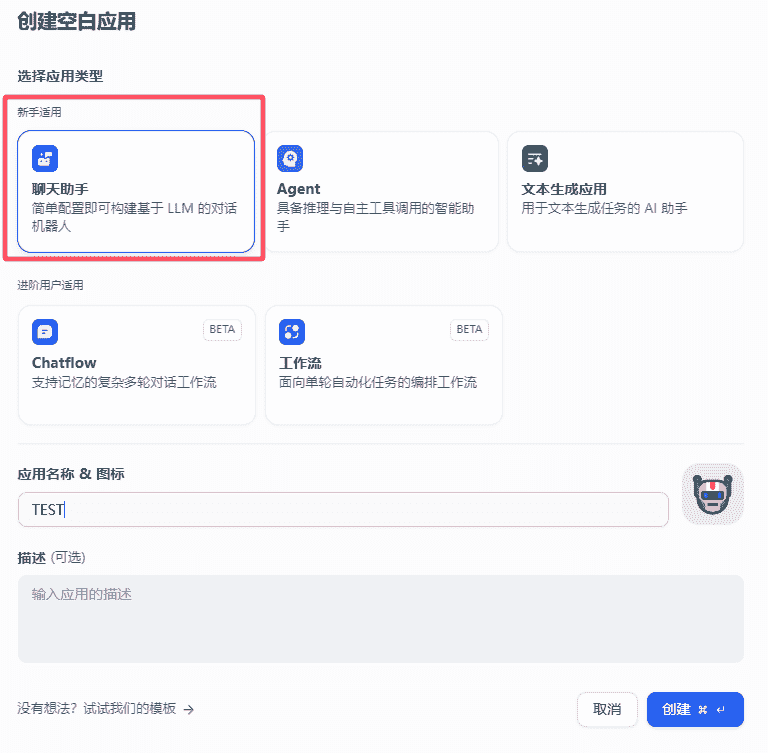 创建空白应用
选择应用类型
新手适用
聊天助手
简单配置即可构建基于 LLM 的对话
机器人
Agent
具备推理与自主工具调用的智能助
手
文本生成应用
用于文本生成任务的 AI 助手
进阶用户适用
BETA
Chatflow
支持记忆的复杂多轮对话工作流
BETA
工作流
面向单轮自动化任务的编排工作流
应用名称 & 图标
TEST
描述 (可选)
输入应用的描述
没有想法? 试试我们的模板 →
取消
创建 ⌘ ↵